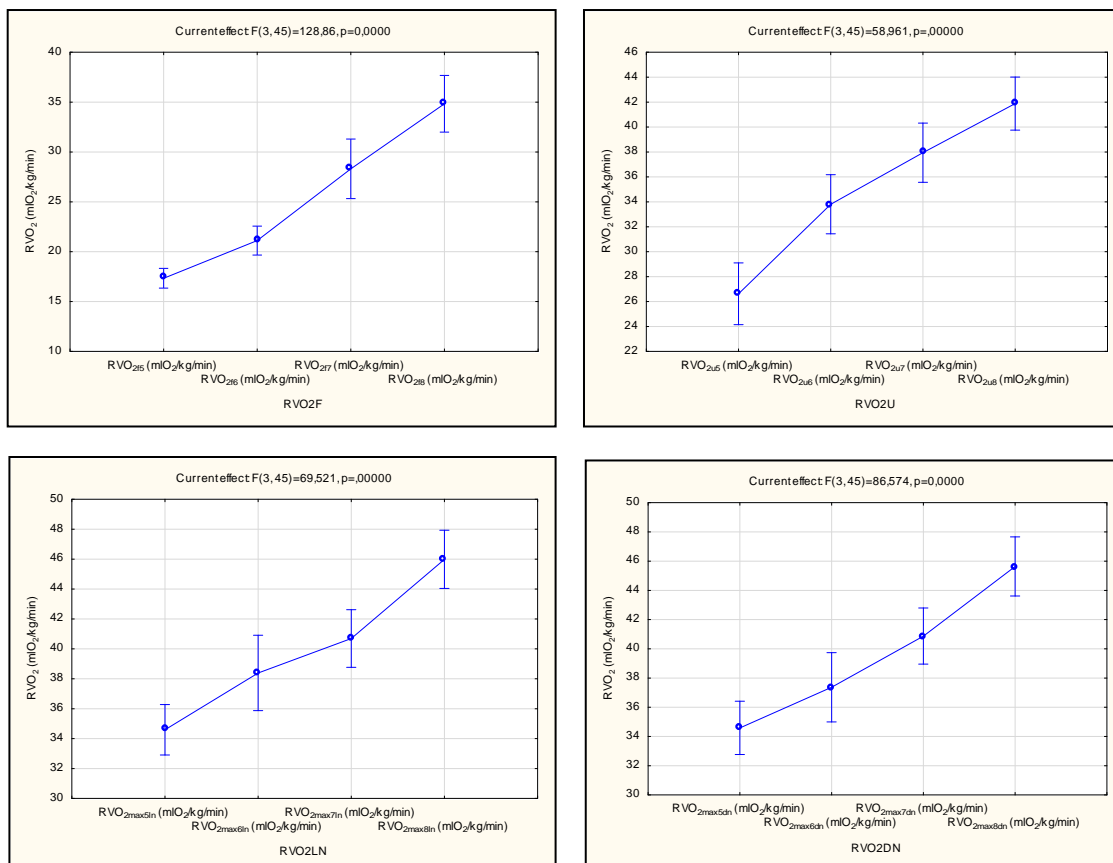 Current effect: F(3, 45)=128,86, p=0,0000
40
35
30
25
20
15
10
RVO₂ (mlO₂/kg/min)
RVO₂f5 (mlO₂/kg/min)
RVO₂f6 (mlO₂/kg/min)
RVO₂f7 (mlO₂/kg/min)
RVO₂f8 (mlO₂/kg/min)
RVO2F
Current effect: F(3, 45)=58,961, p=,00000
46
44
42
40
38
36
34
32
30
28
26
24
22
RVO₂ (mlO₂/kg/min)
RVO₂u5 (mlO₂/kg/min)
RVO₂u6 (mlO₂/kg/min)
RVO₂u7 (mlO₂/kg/min)
RVO₂u8 (mlO₂/kg/min)
RVO2U
Current effect: F(3, 45)=69,521, p=,00000
50
48
46
44
42
40
38
36
34
32
30
RVO₂ (mlO₂/kg/min)
RVO₂max5ln (mlO₂/kg/min)
RVO₂max6ln (mlO₂/kg/min)
RVO₂max7ln (mlO₂/kg/min)
RVO₂max8ln (mlO₂/kg/min)
RVO2LN
Current effect: F(3, 45)=86,574, p=0,0000
50
48
46
44
42
40
38
36
34
32
30
RVO₂ (mlO₂/kg/min)
RVO₂max5dn (mlO₂/kg/min)
RVO₂max6dn (mlO₂/kg/min)
RVO₂max7dn (mlO₂/kg/min)
RVO₂max8dn (mlO₂/kg/min)
RVO2DN